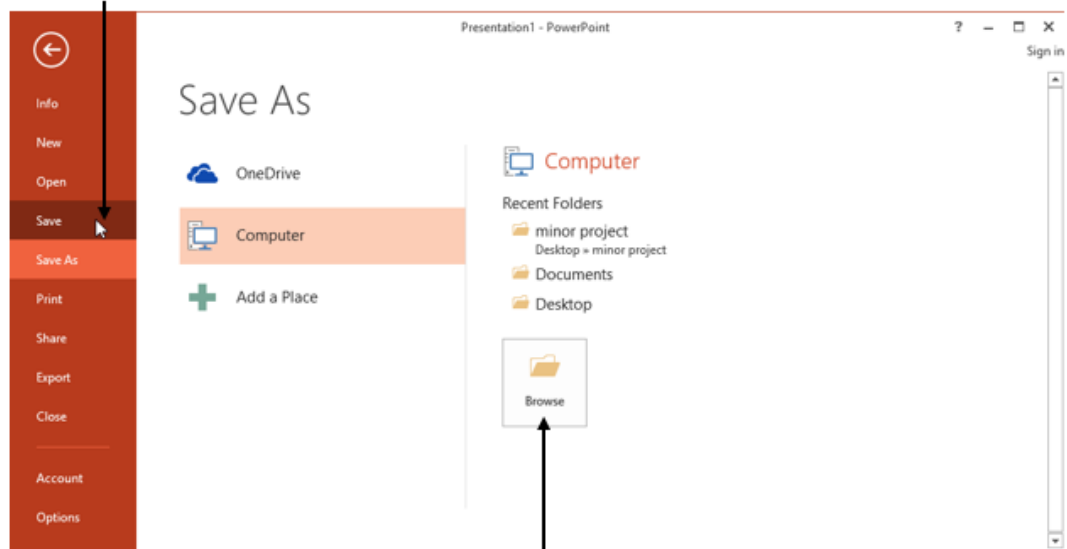 Presentation1 - PowerPoint
?
Sign in
Info
New
Open
Save
Save As
Print
Share
Export
Close
Account
Options
Save As
OneDrive
Computer
Add a Place
Computer
Recent Folders
minor project
Desktop » minor project
Documents
Desktop
Browse